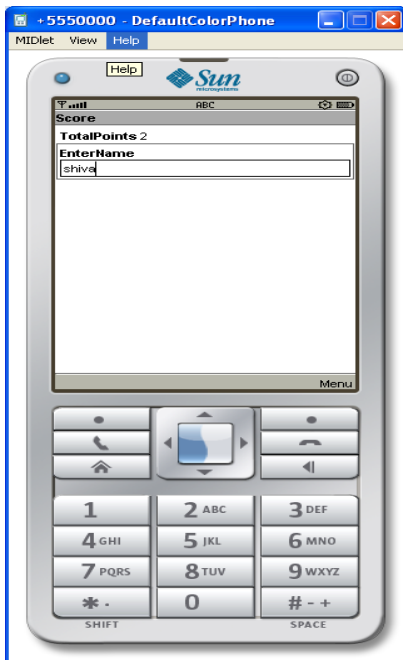 +5550000 - DefaultColorPhone
MIDlet View Help
Help
Sun
microsystems
ABC
Score
TotalPoints 2
EnterName
shiva
Menu
1 2 ABC 3 DEF
4 GHI 5 JKL 6 MNO
7 PQRS 8 TUV 9 WXYZ
* . 0 # - +
SHIFT SPACE